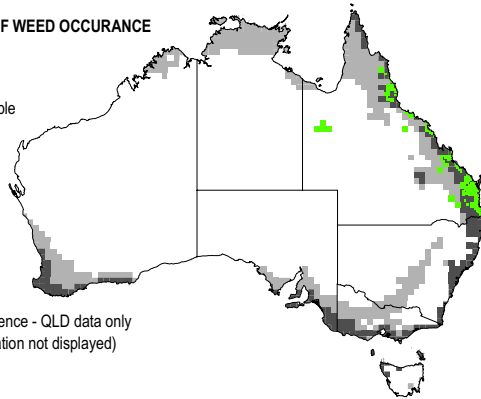 F WEED OCCURANCE
ble
ence - QLD data only
ation not displayed)